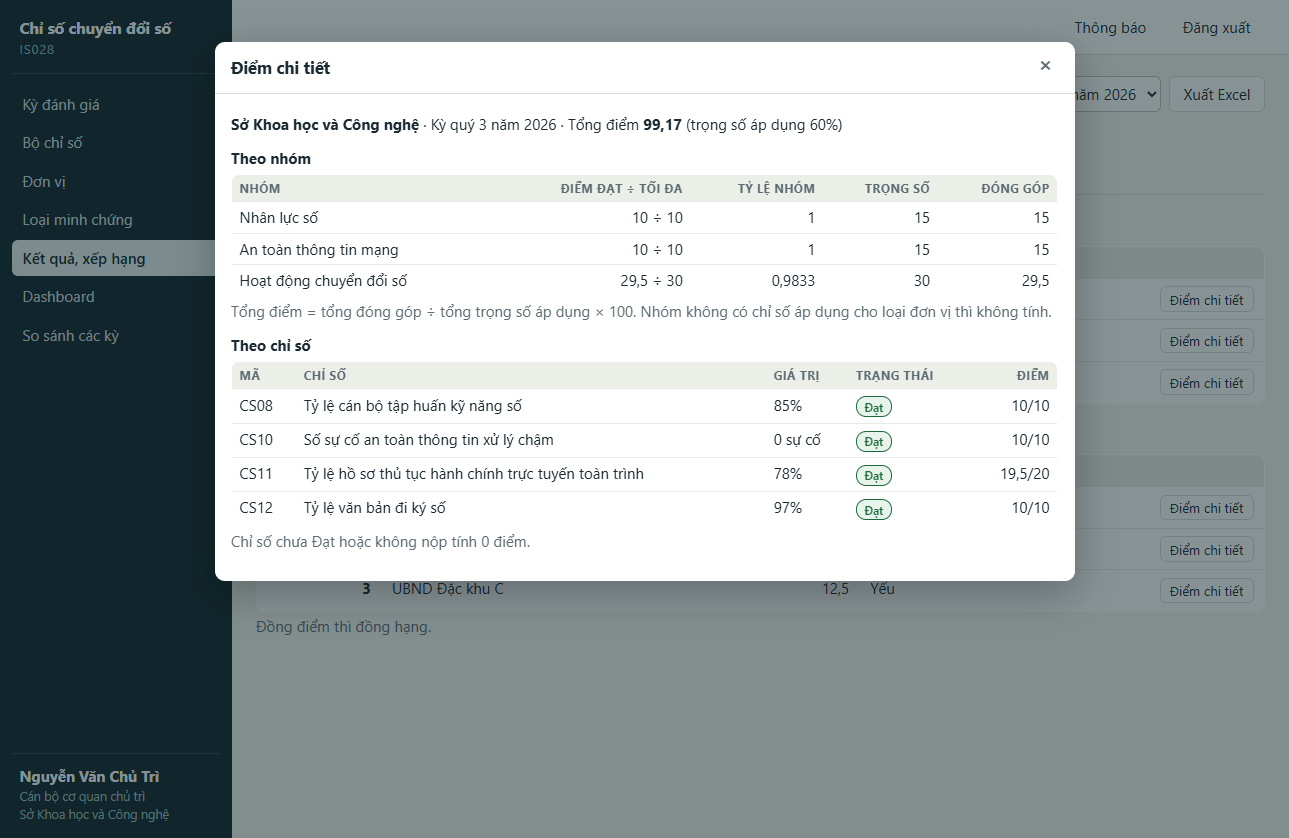 Chỉ số chuyển đổi số
IS028
Thông báo
Đăng xuất
Kỳ đánh giá
Bộ chỉ số
Đơn vị
Loại minh chứng
Kết quả, xếp hạng
Dashboard
So sánh các kỳ
năm 2026
Xuất Excel
Điểm chi tiết
×
Sở Khoa học và Công nghệ · Kỳ quý 3 năm 2026 · Tổng điểm 99,17 (trọng số áp dụng 60%)
Theo nhóm
NHÓM ĐIỂM ĐẠT ÷ TỐI ĐA TỶ LỆ NHÓM TRỌNG SỐ ĐÓNG GÓP
Nhân lực số 10 ÷ 10 1 15 15
An toàn thông tin mạng 10 ÷ 10 1 15 15
Hoạt động chuyển đổi số 29,5 ÷ 30 0,9833 30 29,5
Tổng điểm = tổng đóng góp ÷ tổng trọng số áp dụng × 100. Nhóm không có chỉ số áp dụng cho loại đơn vị thì không tính.
Theo chỉ số
MÃ CHỈ SỐ GIÁ TRỊ TRẠNG THÁI ĐIỂM
CS08 Tỷ lệ cán bộ tập huấn kỹ năng số 85% Đạt 10/10
CS10 Số sự cố an toàn thông tin xử lý chậm 0 sự cố Đạt 10/10
CS11 Tỷ lệ hồ sơ thủ tục hành chính trực tuyến toàn trình 78% Đạt 19,5/20
CS12 Tỷ lệ văn bản đi ký số 97% Đạt 10/10
Chỉ số chưa Đạt hoặc không nộp tính 0 điểm.
Điểm chi tiết
Điểm chi tiết
Điểm chi tiết
Điểm chi tiết
Điểm chi tiết
3 UBND Đặc khu C 12,5 Yếu Điểm chi tiết
Đồng điểm thì đồng hạng.
Nguyễn Văn Chủ Trì
Cán bộ cơ quan chủ trì
Sở Khoa học và Công nghệ